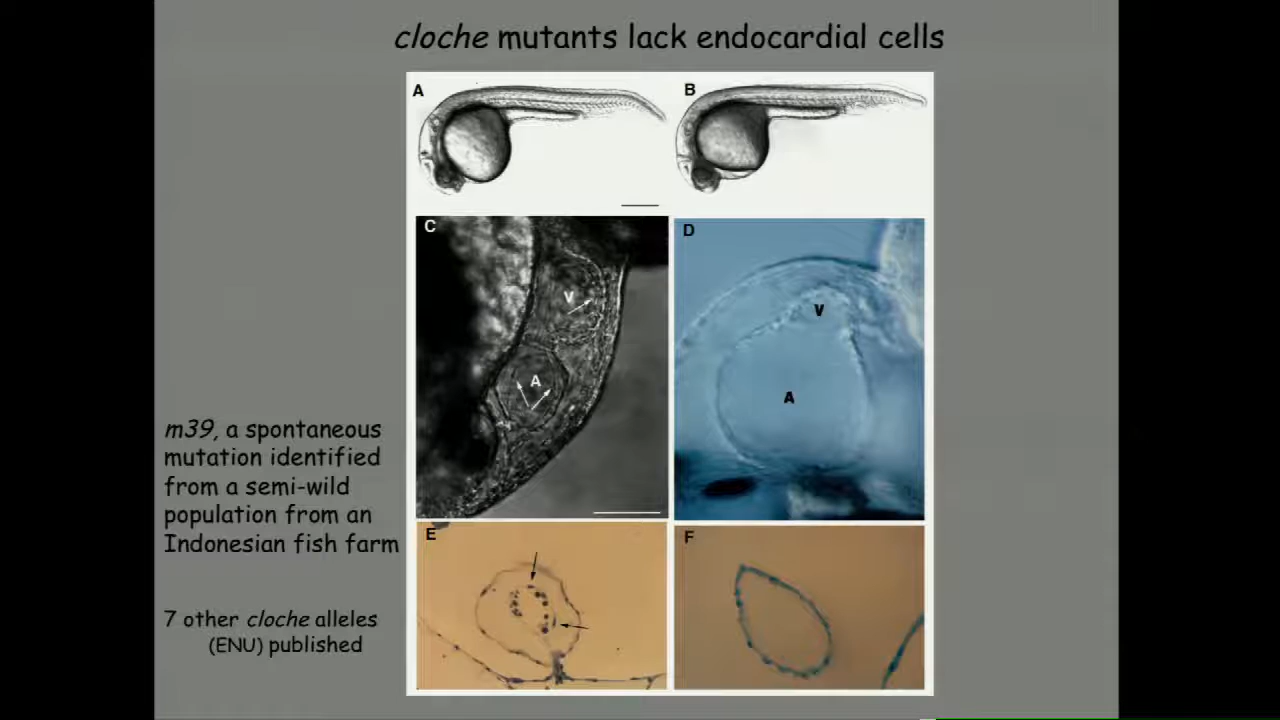 cloche mutants lack endocardial cells
A
B
C
V
A
D
V
A
m39, a spontaneous
mutation identified
from a semi-wild
population from an
Indonesian fish farm
E
F
7 other cloche alleles
(ENU) published